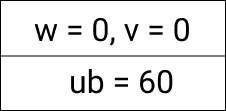 w = 0, v = 0
ub = 60